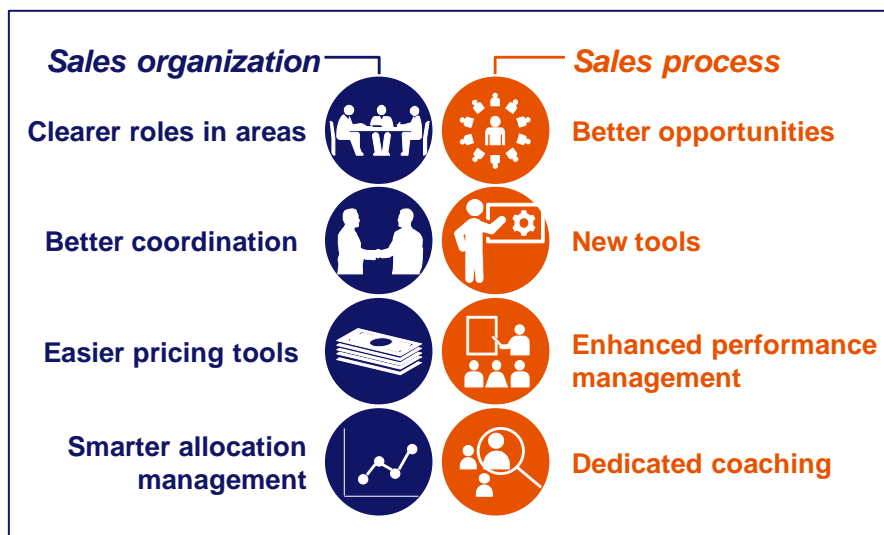 Sales organization
Clearer roles in areas
Better coordination
Easier pricing tools
Smarter allocation
management
Sales process
Better opportunities
New tools
Enhanced performance
management
Dedicated coaching